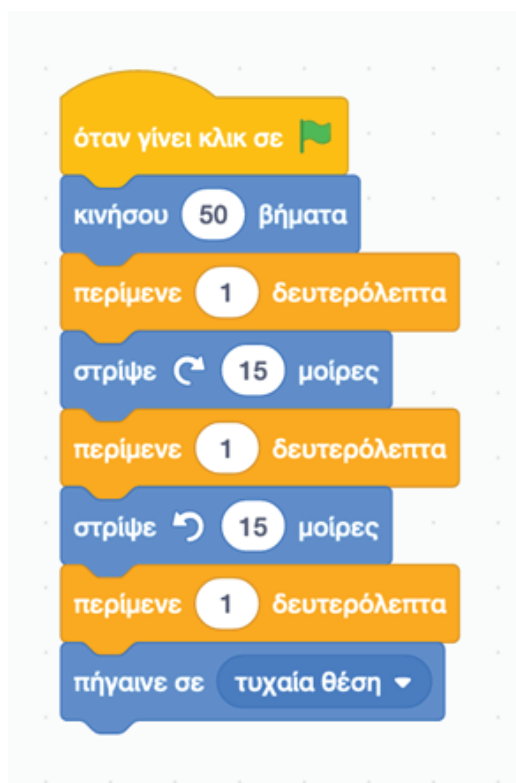 όταν γίνει κλικ σε
κινήσου 50 βήματα
περίμενε 1 δευτερόλεπτα
στρίψε 15 μοίρες
περίμενε 1 δευτερόλεπτα
στρίψε 15 μοίρες
περίμενε 1 δευτερόλεπτα
πήγαινε σε τυχαία θέση